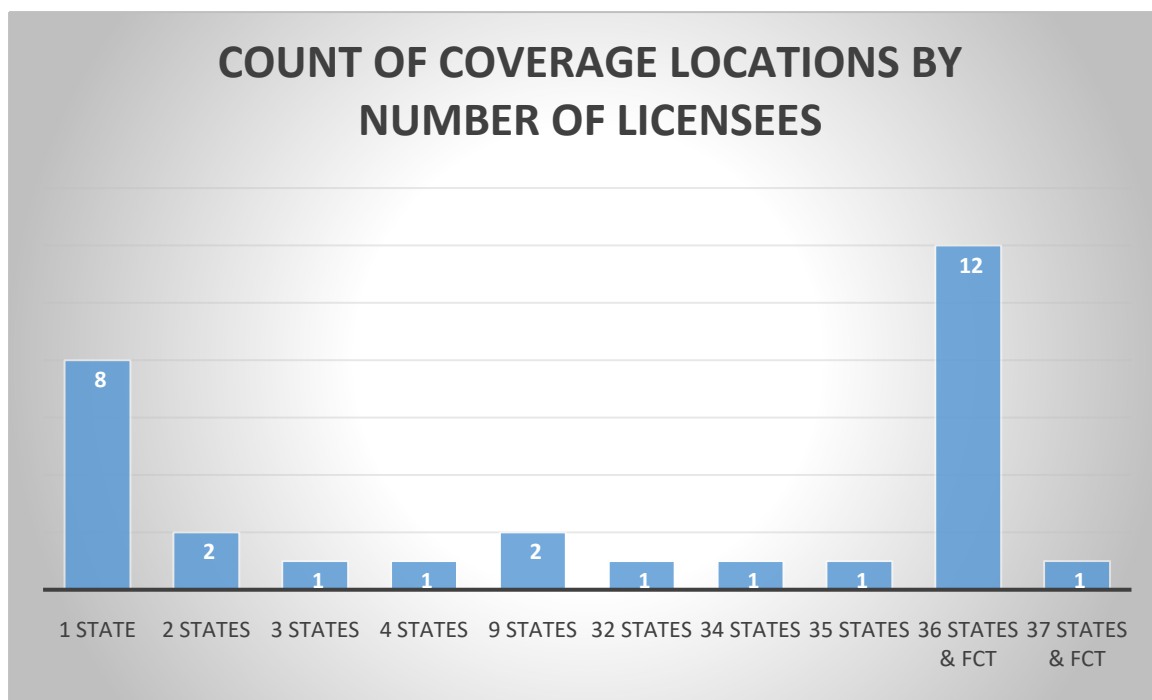 COUNT OF COVERAGE LOCATIONS BY
NUMBER OF LICENSEES
12
8
2
1
1
2
1
1
1
1
1 STATE 2 STATES 3 STATES 4 STATES 9 STATES 32 STATES 34 STATES 35 STATES 36 STATES 37 STATES
& FCT & FCT